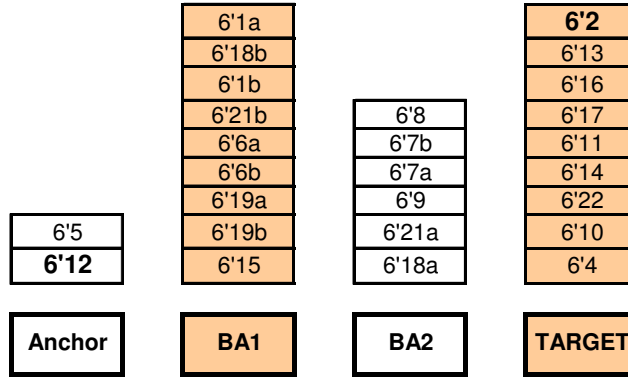 6'1a 6'2
6'18b 6'13
6'1b 6'16
6'21b 6'8 6'17
6'6a 6'7b 6'11
6'6b 6'7a 6'14
6'19a 6'9 6'22
6'5 6'19b 6'21a 6'10
6'12 6'15 6'18a 6'4
Anchor BA1 BA2 TARGET